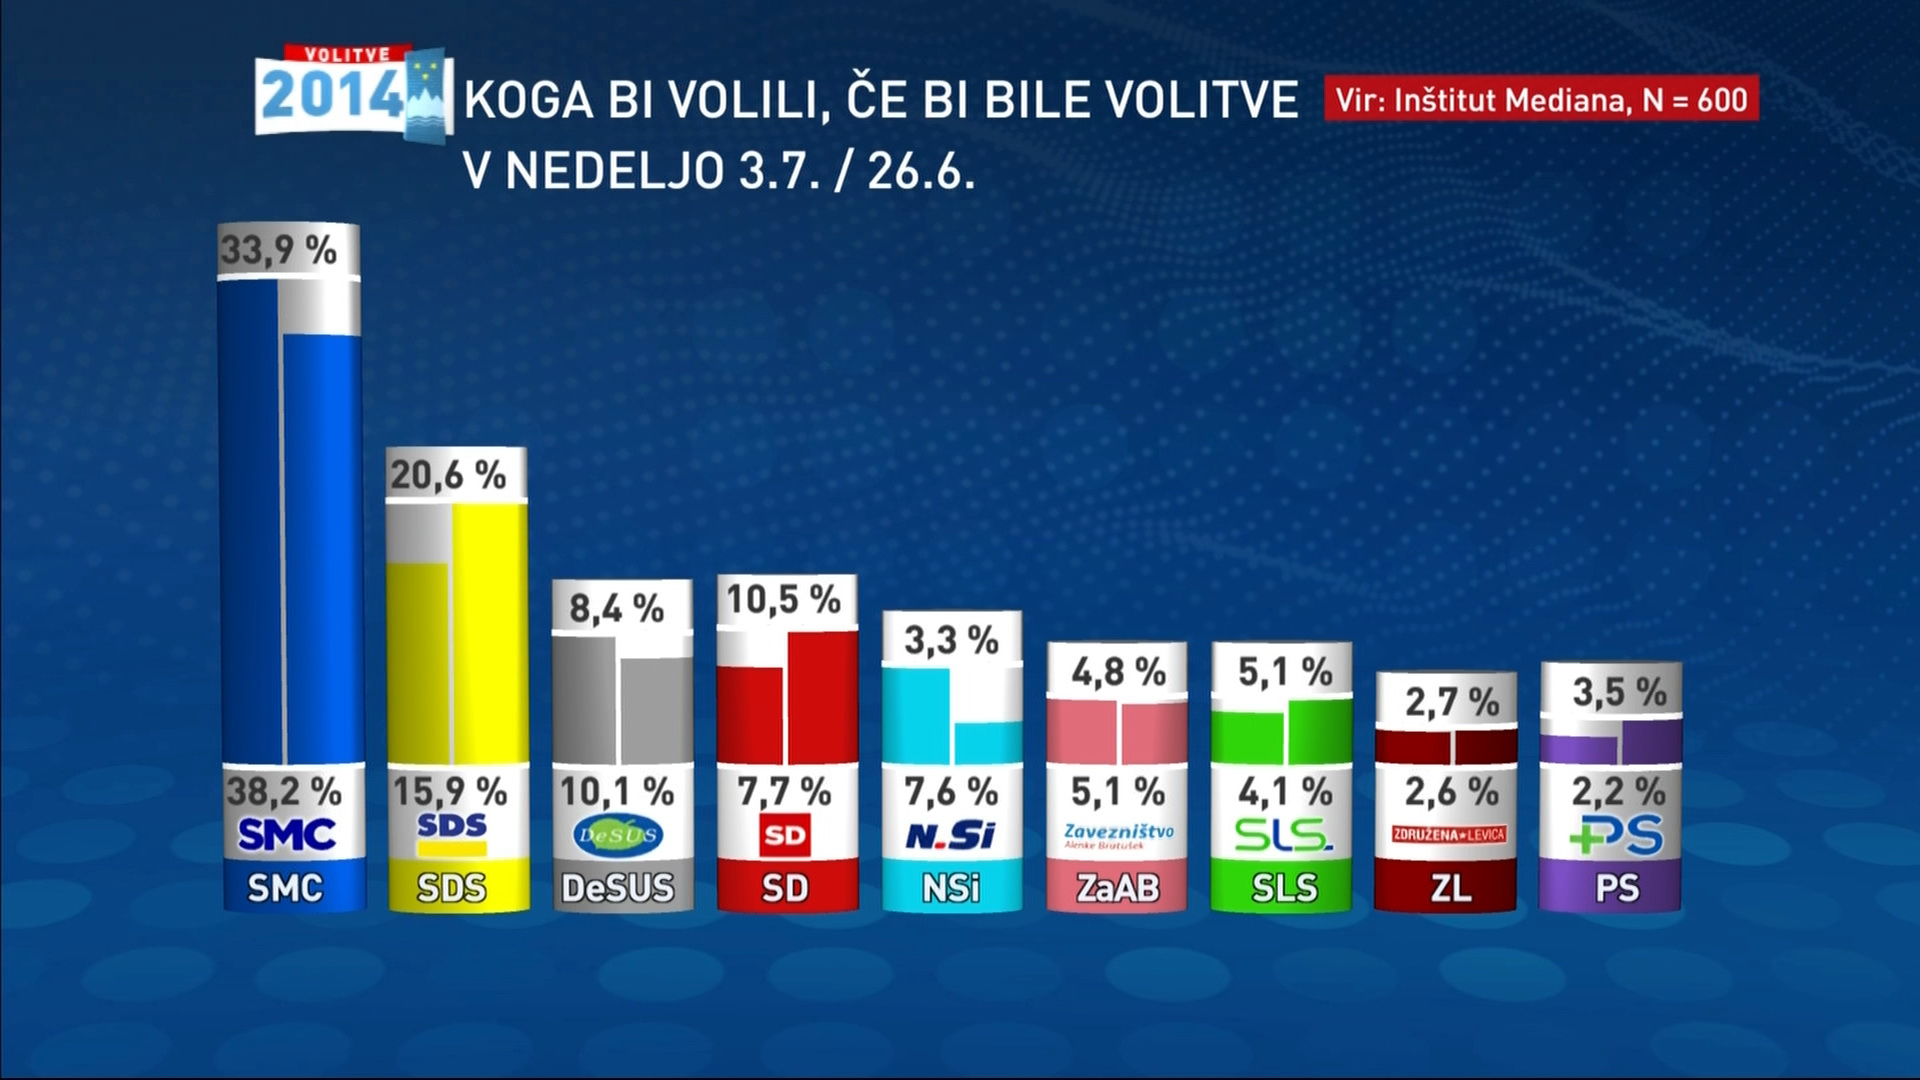 VOLITVE
2014
KOGA BI VOLILI, ČE BI BILE VOLITVE
V NEDELJO 3.7. / 26.6.
Vir: Inštitut Mediana, N = 600
33,9 %
20,6 %
8,4 %
10,5 %
3,3 %
4,8 %
5,1 %
2,7 %
3,5 %
38,2 %
15,9 %
10,1 %
7,7 %
7,6 %
5,1 %
4,1 %
2,6 %
2,2 %
SMC
SDS
DeSUS
SD
N.Si
Zavezništvo
Alenke Bratušek
SLS
ZDRUŽENA★LEVICA
+PS
SMC
SDS
DeSUS
SD
NSi
ZaAB
SLS
ZL
PS